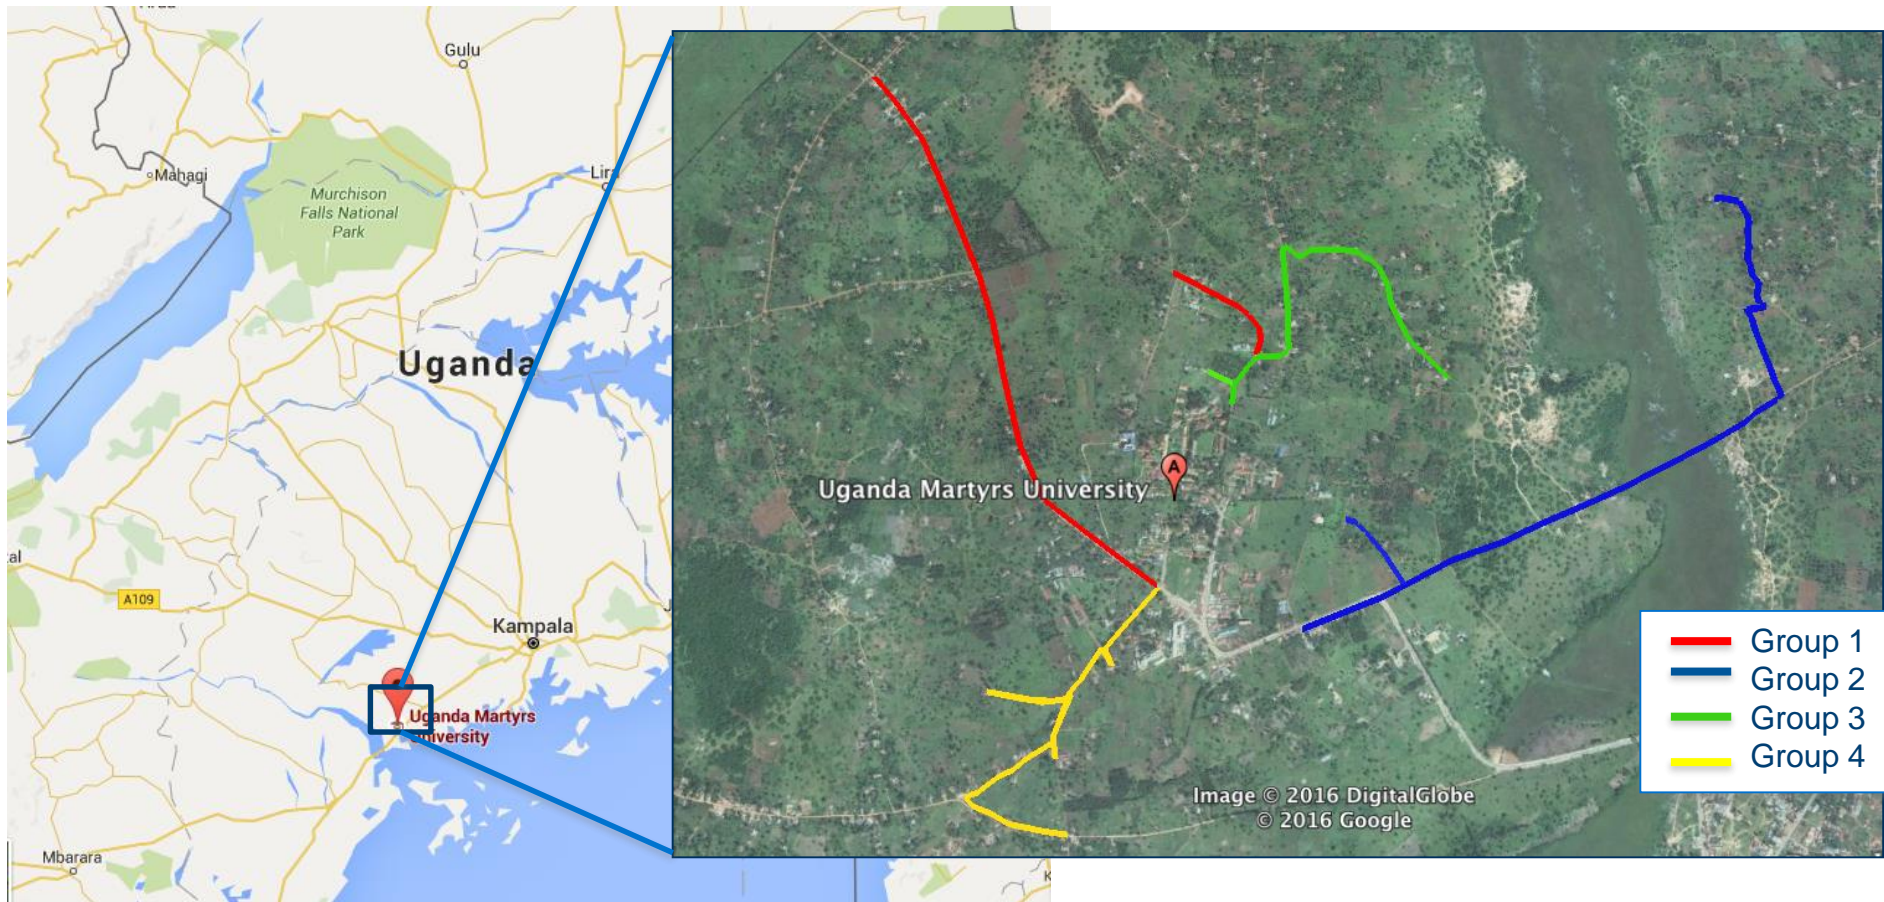 Gulu
Mahagi
Lira
Murchison
Falls National
Park
Uganda
al
A109
Kampala
Uganda Martyrs
University
Mbarara
K
A
Uganda Martyrs University
Image © 2016 DigitalGlobe
© 2016 Google
Group 1
Group 2
Group 3
Group 4